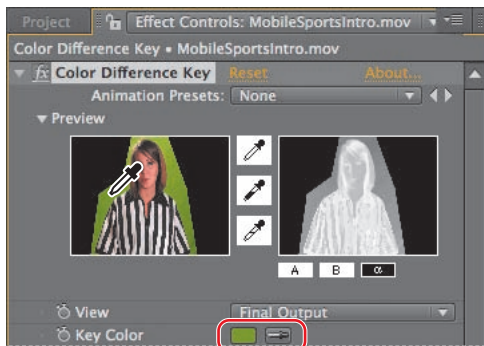 Project Effect Controls: MobileSportsIntro.mov
Color Difference Key • MobileSportsIntro.mov
fx Color Difference Key Reset About...
Animation Presets: None
Preview
A B α
View Final Output
Key Color